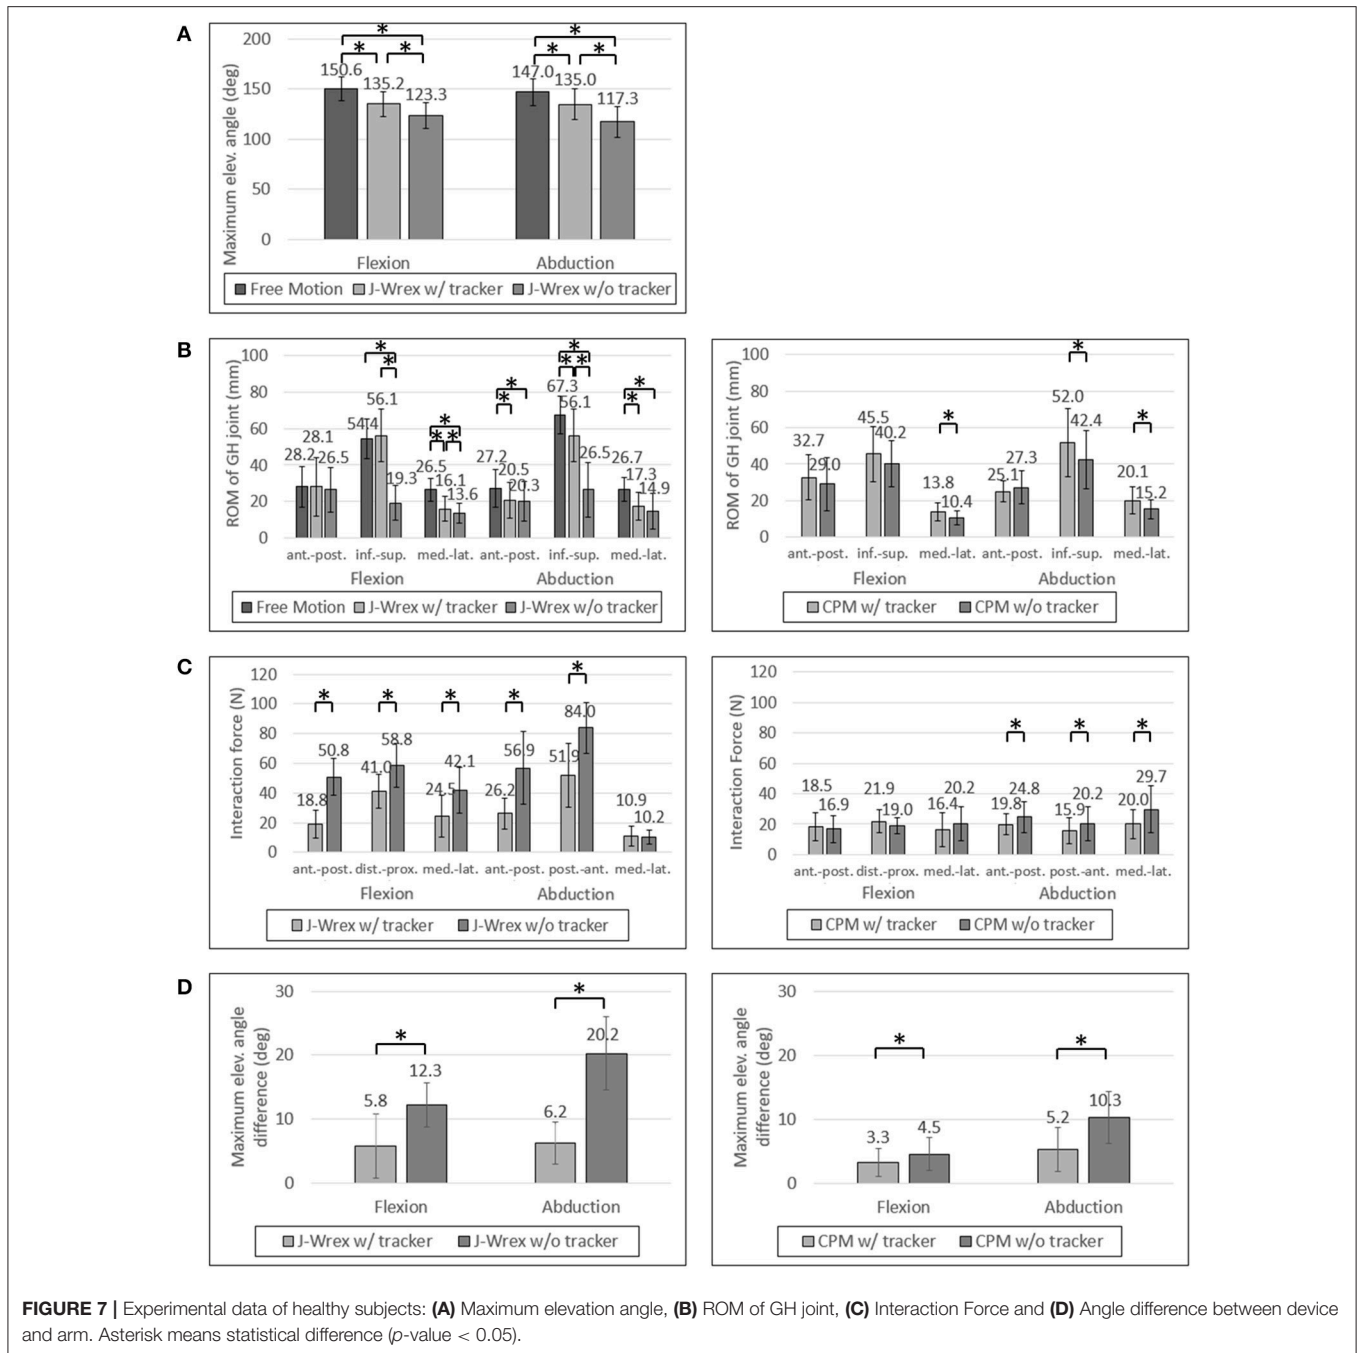 A
Maximum elev. angle (deg)
200
150
100
50
0
* * *
150.6 135.2 123.3
* * *
147.0 135.0 117.3
Flexion Abduction
Free Motion J-Wrex w/ tracker J-Wrex w/o tracker
B
ROM of GH joint (mm)
100
80
60
40
20
0
28.2 28.1 26.5
* *
54.4 56.1 19.3
* * *
26.5 16.1 13.6
* *
27.2 20.5 20.3
* * *
67.3 56.1 26.5
* *
26.7 17.3 14.9
ant.-post. inf.-sup. med.-lat. ant.-post. inf.-sup. med.-lat.
Flexion Abduction
Free Motion J-Wrex w/ tracker J-Wrex w/o tracker
ROM of GH joint (mm)
100
80
60
40
20
0
32.7 29.0
45.5 40.2
*
13.8 10.4
25.1 27.3
*
52.0 42.4
*
20.1 15.2
ant.-post. inf.-sup. med.-lat. ant.-post. inf.-sup. med.-lat.
Flexion Abduction
CPM w/ tracker CPM w/o tracker
C
Interaction force (N)
120
100
80
60
40
20
0
*
18.8 50.8
*
41.0 58.8
*
24.5 42.1
*
26.2 56.9
*
51.9 84.0
10.9 10.2
ant.-post. dist.-prox. med.-lat. ant.-post. post.-ant. med.-lat.
Flexion Abduction
J-Wrex w/ tracker J-Wrex w/o tracker
Interaction Force (N)
120
100
80
60
40
20
0
18.5 16.9
21.9 19.0
16.4 20.2
*
19.8 24.8
*
15.9 20.2
*
20.0 29.7
ant.-post. dist.-prox. med.-lat. ant.-post. post.-ant. med.-lat.
Flexion Abduction
CPM w/ tracker CPM w/o tracker
D
Maximum elev. angle
difference (deg)
30
20
10
0
*
5.8 12.3
*
6.2 20.2
Flexion Abduction
J-Wrex w/ tracker J-Wrex w/o tracker
Maximum elev. angle
difference (deg)
30
20
10
0
*
3.3 4.5
*
5.2 10.3
Flexion Abduction
CPM w/ tracker CPM w/o tracker
FIGURE 7 | Experimental data of healthy subjects: (A) Maximum elevation angle, (B) ROM of GH joint, (C) Interaction Force and (D) Angle difference between device
and arm. Asterisk means statistical difference (p-value < 0.05).